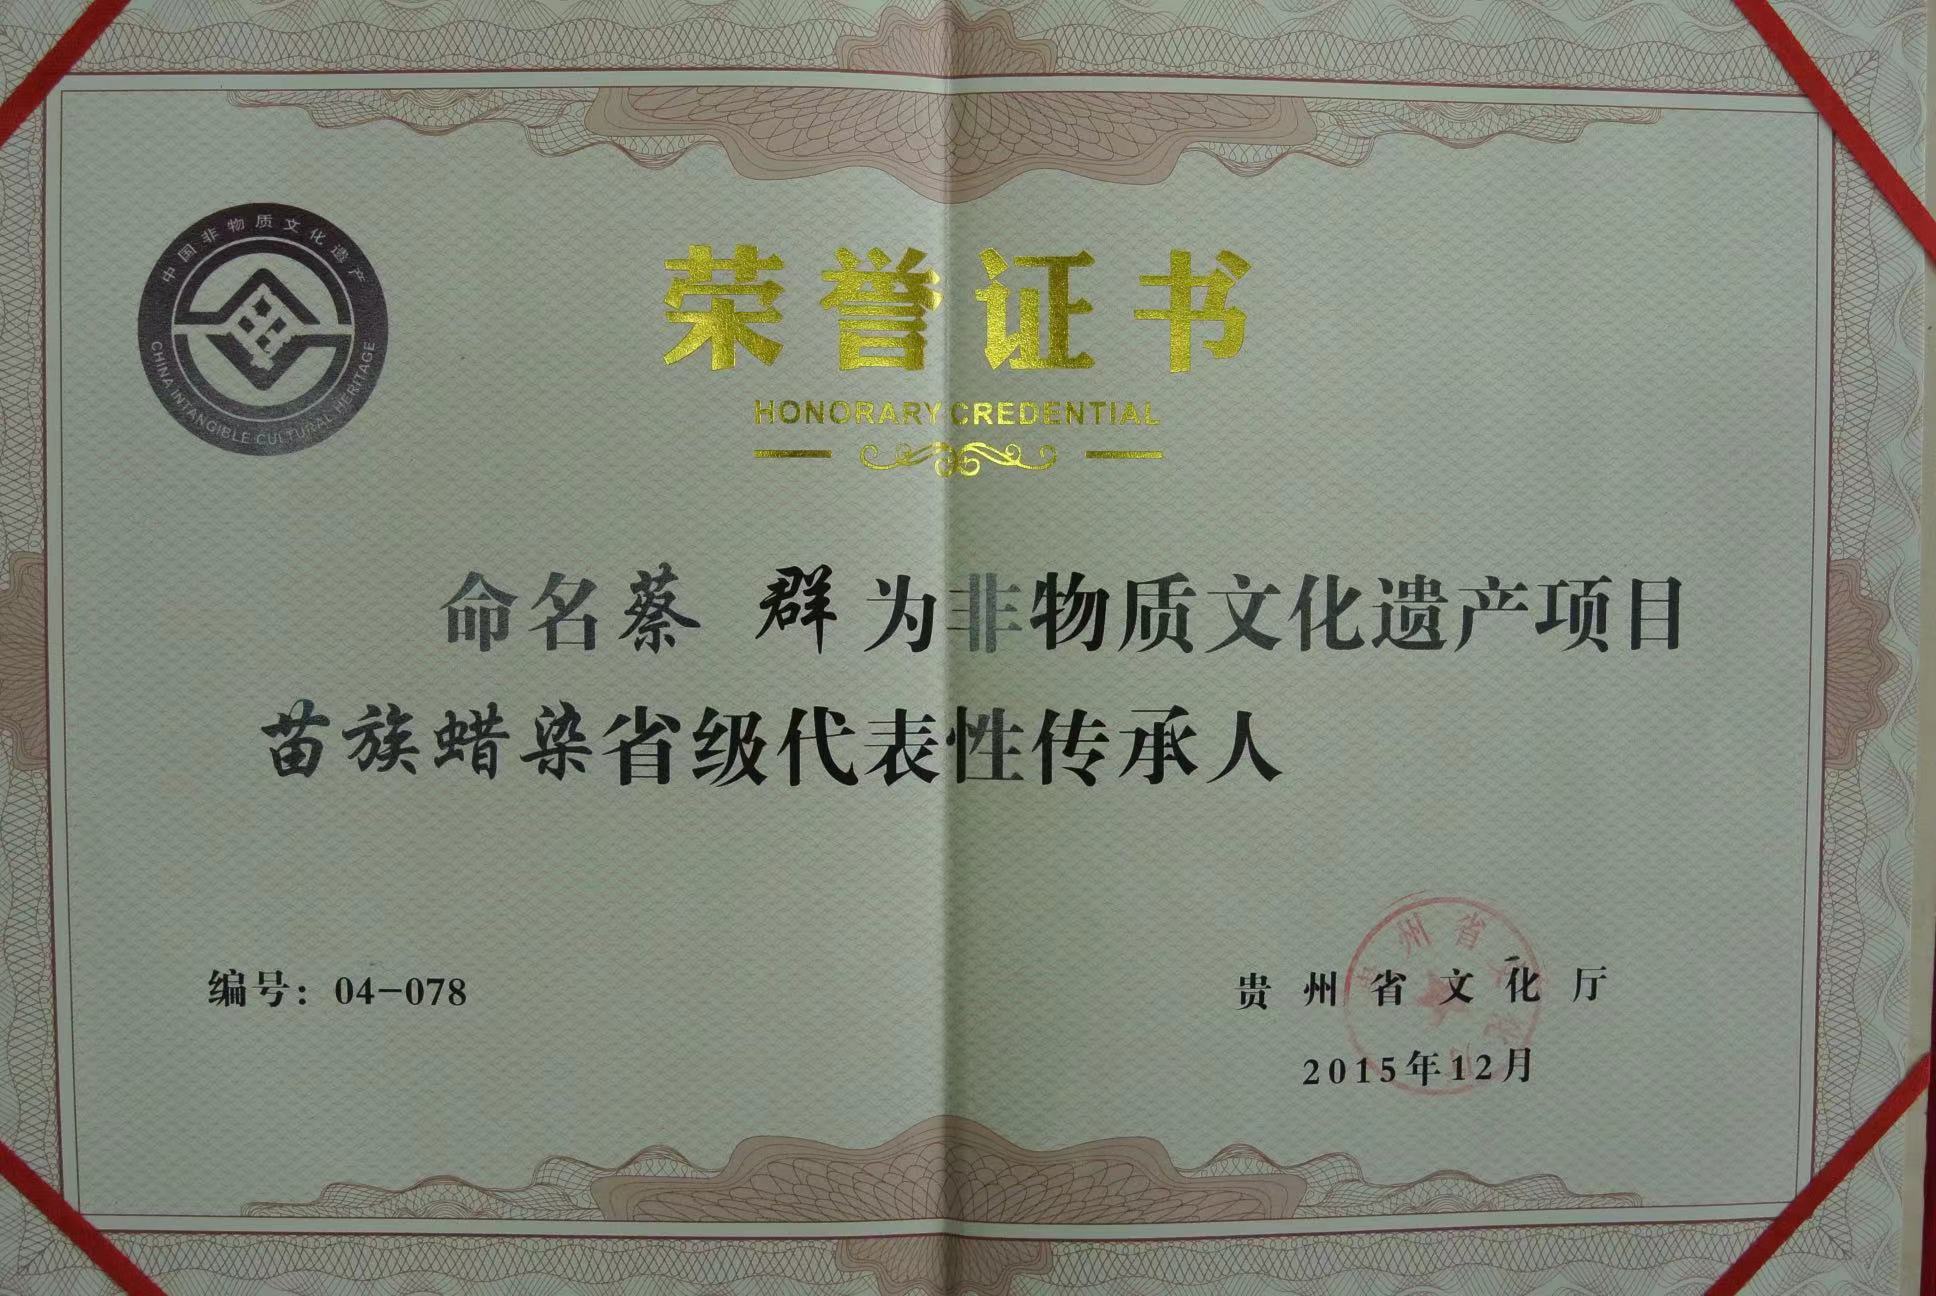 中国非物质文化遗产
CHINA INTANGIBLE CULTURAL HERITAGE
荣誉证书
HONORARY CREDENTIAL
命名蔡 群为非物质文化遗产项目
苗族蜡染省级代表性传承人
编号：04-078
贵州省文化厅
2015年12月